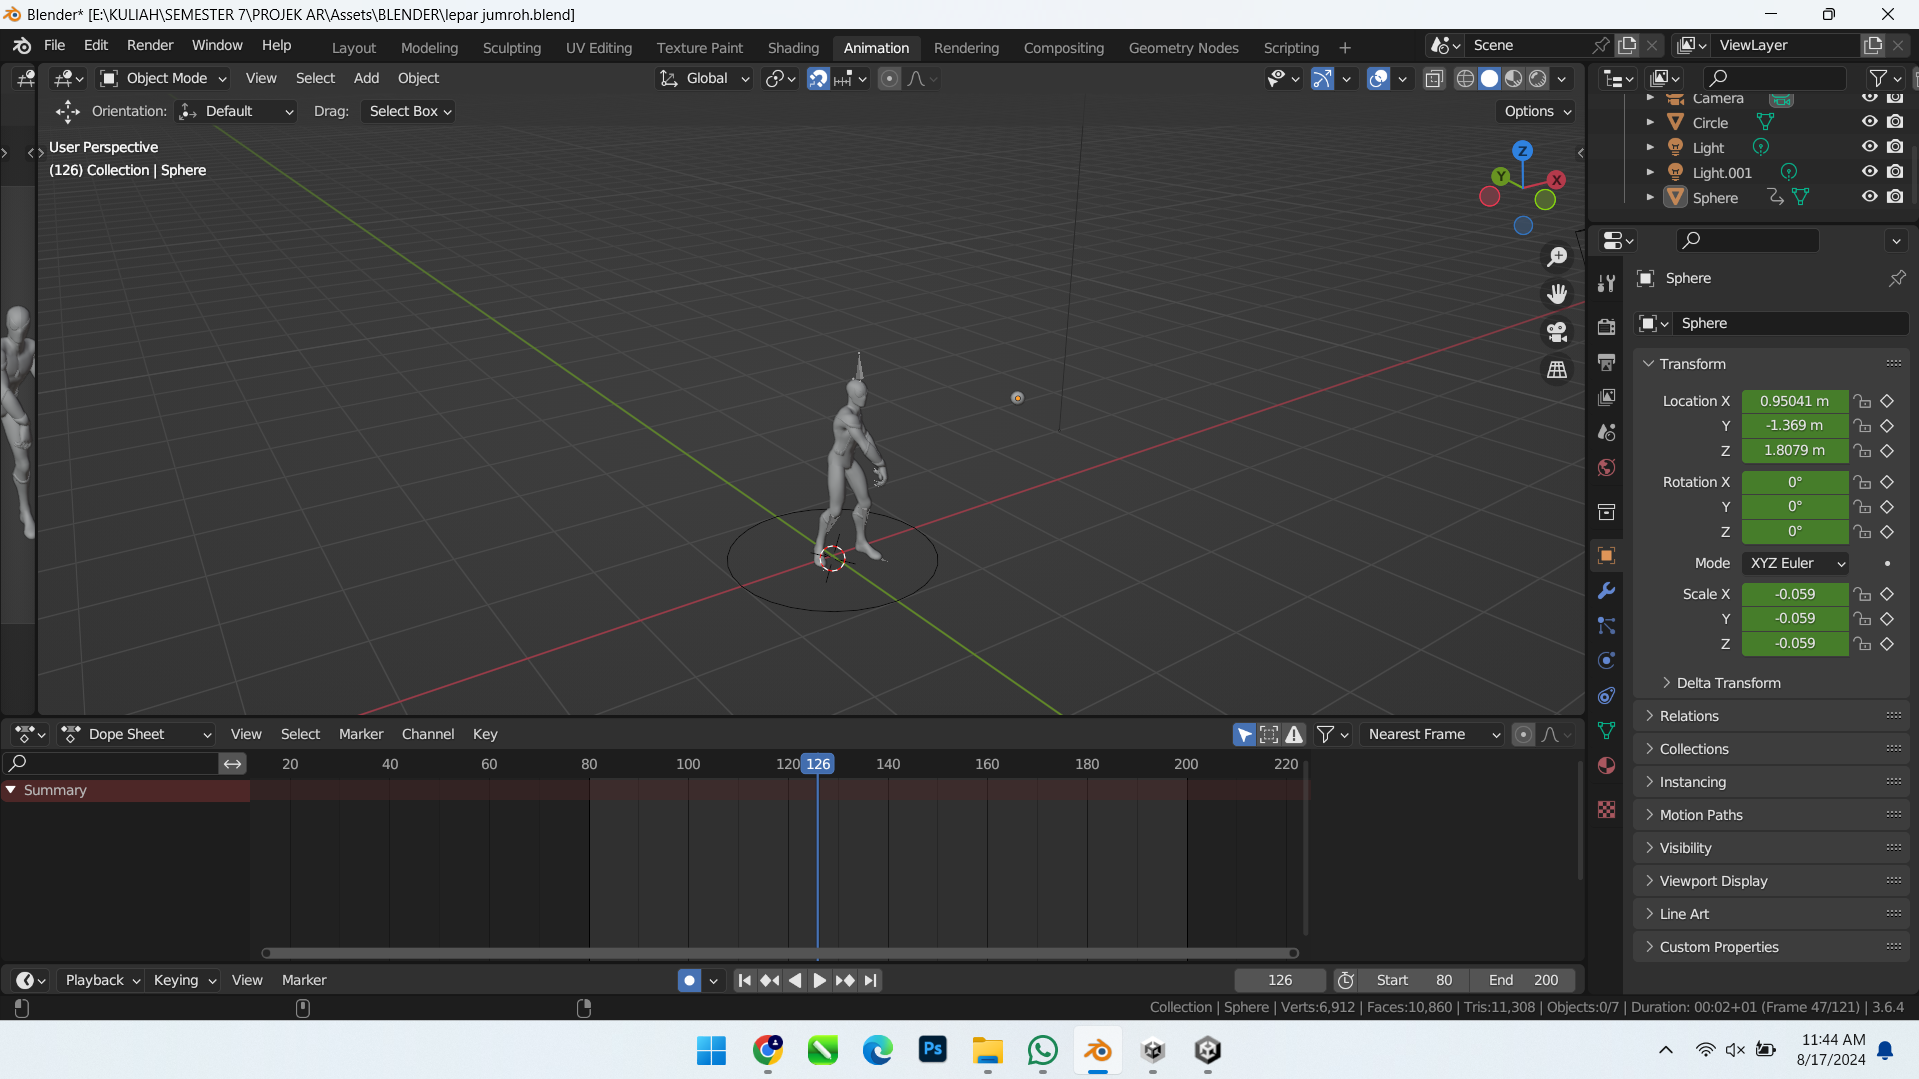 Blender* [E:\KULIAH\SEMESTER 7\PROJEK AR\Assets\BLENDER\lepar jumroh.blend]
File Edit Render Window Help Layout Modeling Sculpting UV Editing Texture Paint Shading Animation Rendering Compositing Geometry Nodes Scripting + Scene ViewLayer
Object Mode View Select Add Object Global
Orientation: Default Drag: Select Box Options
User Perspective
(126) Collection | Sphere
Z
Y
X
Camera
Circle
Light
Light.001
Sphere
Sphere
Sphere
Transform
Location X 0.95041 m
Y -1.369 m
Z 1.8079 m
Rotation X 0°
Y 0°
Z 0°
Mode XYZ Euler
Scale X -0.059
Y -0.059
Z -0.059
Delta Transform
Relations
Collections
Instancing
Motion Paths
Visibility
Viewport Display
Line Art
Custom Properties
Dope Sheet View Select Marker Channel Key Nearest Frame
20 40 60 80 100 120 126 140 160 180 200 220
Summary
Playback Keying View Marker 126 Start 80 End 200
Collection | Sphere | Verts:6,912 | Faces:10,860 | Tris:11,308 | Objects:0/7 | Duration: 00:02+01 (Frame 47/121) | 3.6.4
Ps
11:44 AM
8/17/2024